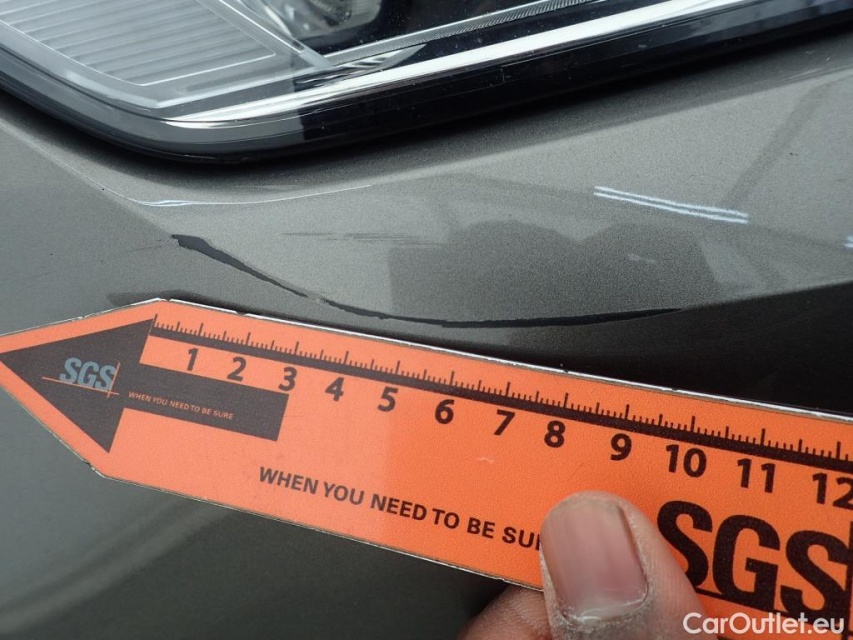 SGS
WHEN YOU NEED TO BE SURE
1 2 3 4 5 6 7 8 9 10 11 12
WHEN YOU NEED TO BE SU
SGS
CarOutlet.eu